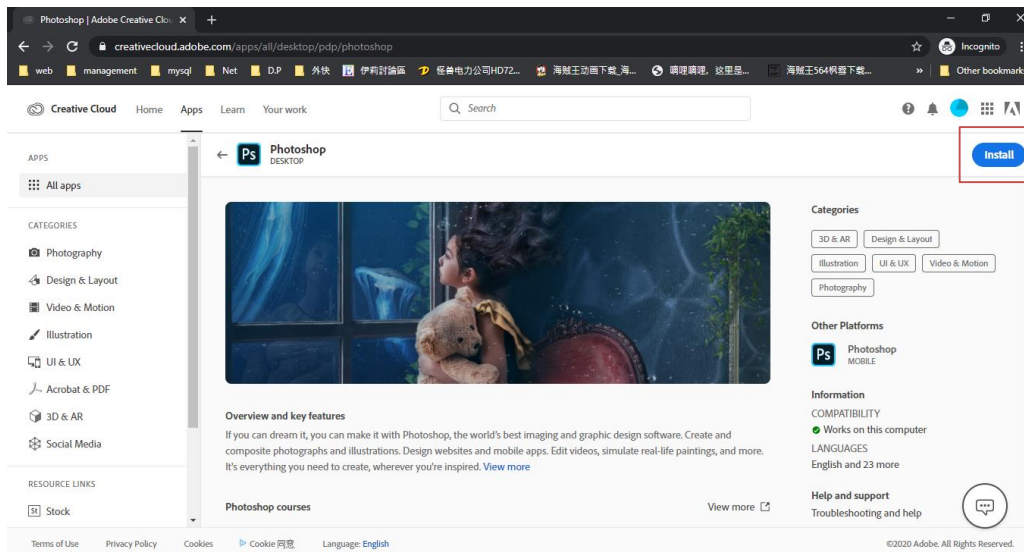 Photoshop | Adobe Creative Clou
creativecloud.adobe.com/apps/all/desktop/pdp/photoshop
Incognito
web management mysql Net D.P 外快 伊莉討論區 怪兽电力公司HD72... 海贼王动画下载_海... 嘀哩嘀哩，这里是... 海贼王564枫雪下载... » Other bookmark
Creative Cloud Home Apps Learn Your work Search
APPS
All apps
CATEGORIES
Photography
Design & Layout
Video & Motion
Illustration
UI & UX
Acrobat & PDF
3D & AR
Social Media
RESOURCE LINKS
St Stock
Ps Photoshop
DESKTOP
Install
Overview and key features
If you can dream it, you can make it with Photoshop, the world's best imaging and graphic design software. Create and
composite photographs and illustrations. Design websites and mobile apps. Edit videos, simulate real-life paintings, and more.
It's everything you need to create, wherever you're inspired. View more
Photoshop courses View more
Categories
3D & AR Design & Layout
Illustration UI & UX Video & Motion
Photography
Other Platforms
Ps Photoshop
MOBILE
Information
COMPATIBILITY
Works on this computer
LANGUAGES
English and 23 more
Help and support
Troubleshooting and help
Terms of Use Privacy Policy Cookies Cookie 同意 Language: English ©2020 Adobe. All Rights Reserved.